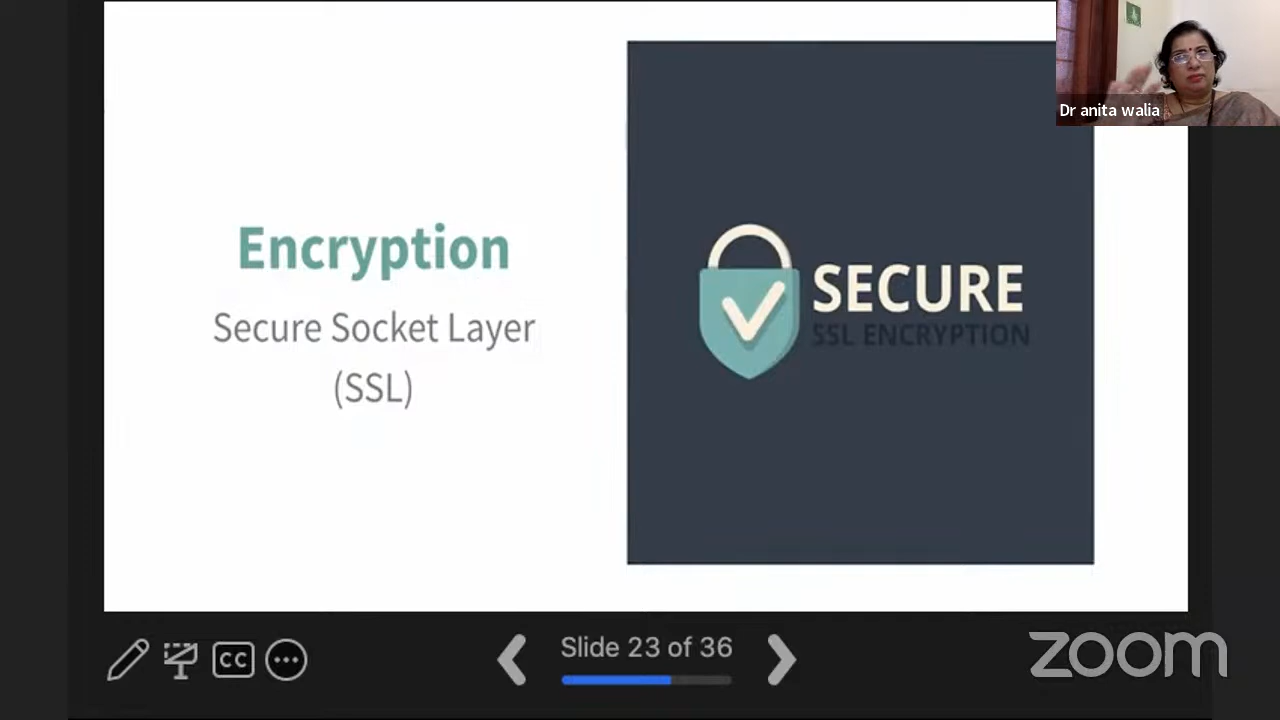 Dr anita walia
Encryption
Secure Socket Layer
(SSL)
SECURE
SSL ENCRYPTION
CC
Slide 23 of 36
zoom